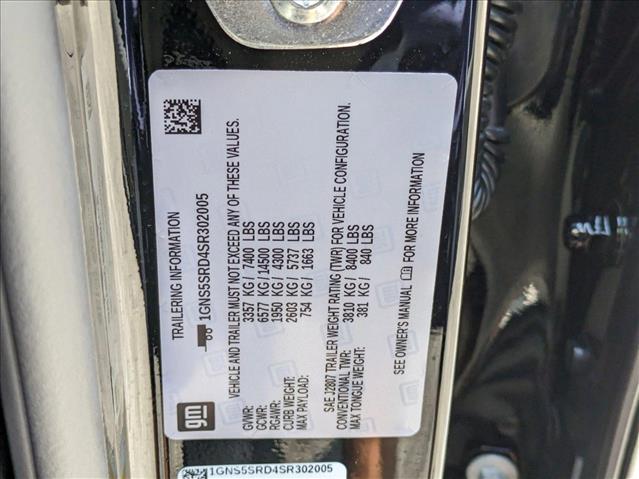 TRAILERING INFORMATION
1GNS5SRD4SR302005
VEHICLE AND TRAILER MUST NOT EXCEED ANY OF THESE VALUES.
GVWR: 3357 KG / 7400 LBS
GCWR: 6577 KG / 14500 LBS
RGAWR: 1950 KG / 4300 LBS
CURB WEIGHT: 2603 KG / 5737 LBS
MAX PAYLOAD: 754 KG / 1663 LBS
SAE J2807 TRAILER WEIGHT RATING (TWR) FOR VEHICLE CONFIGURATION.
CONVENTIONAL TWR: 3810 KG / 8400 LBS
MAX TONGUE WEIGHT: 381 KG / 840 LBS
SEE OWNER'S MANUAL FOR MORE INFORMATION
gm
1GNS5SRD4SR302005